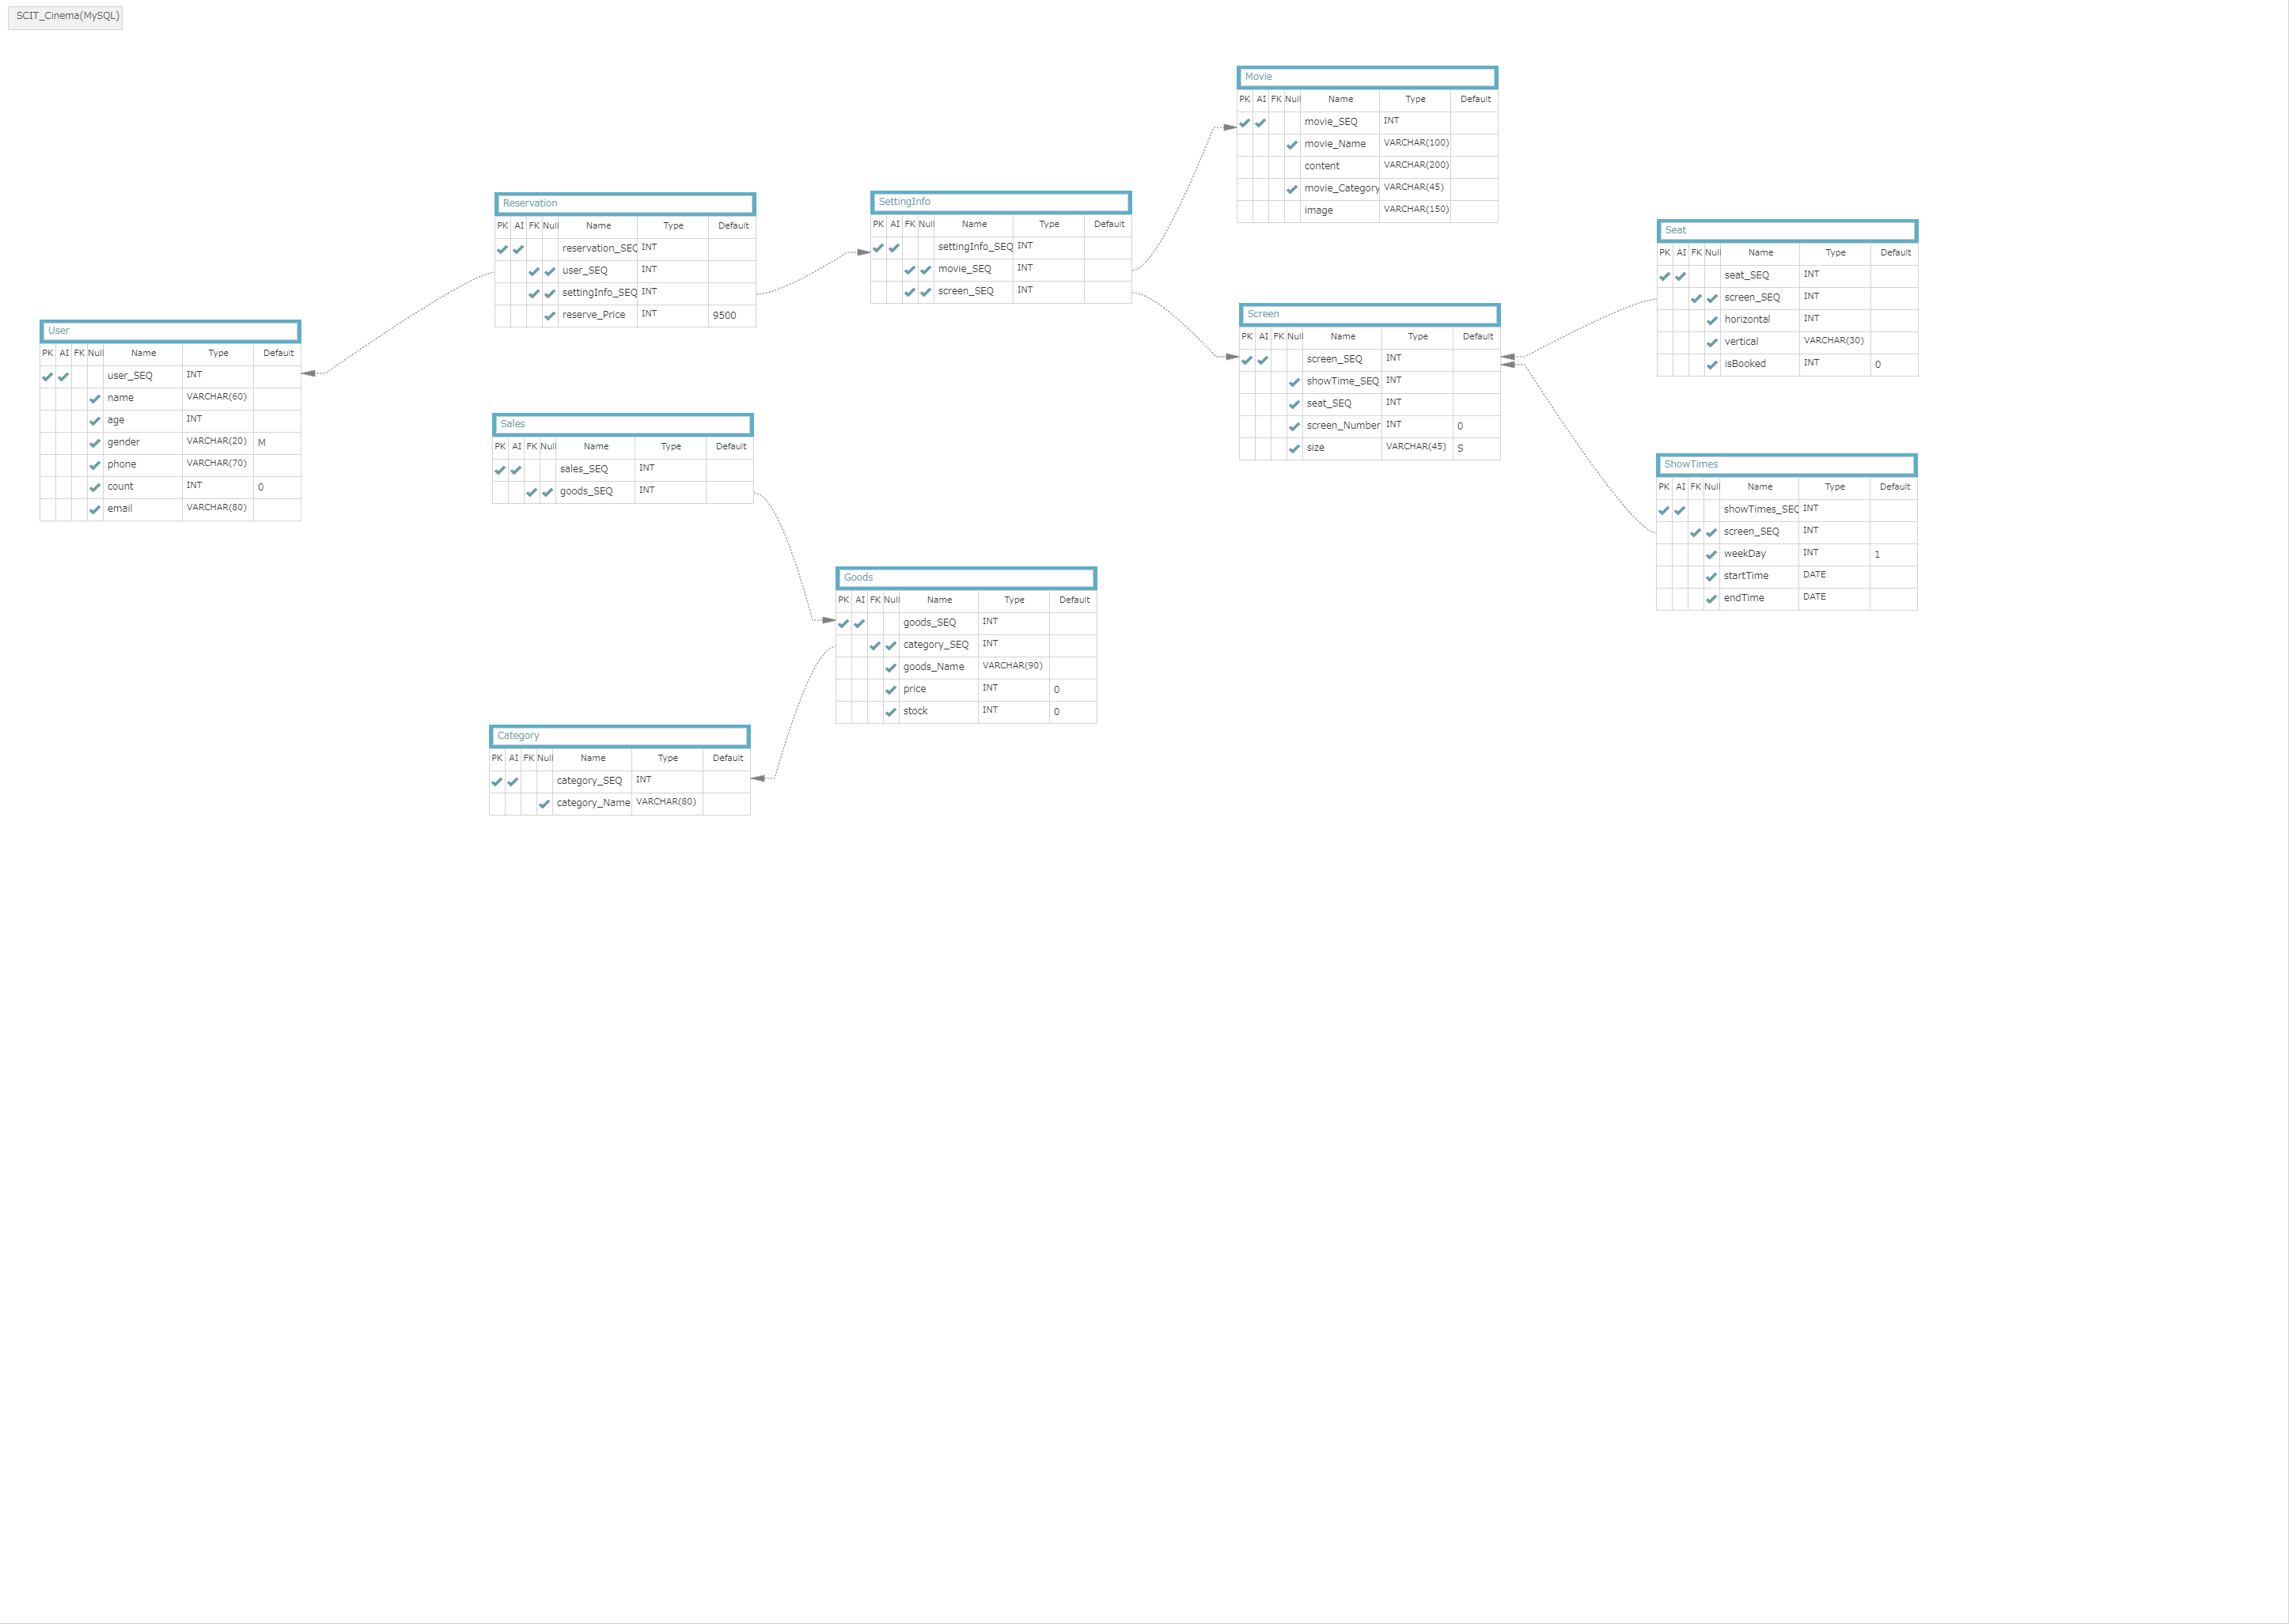 SCIT_Cinema(MySQL)
Movie
PK AI FK Null Name Type Default
movie_SEQ INT
movie_Name VARCHAR(100)
content VARCHAR(200)
movie_Category VARCHAR(45)
image VARCHAR(150)
Reservation
PK AI FK Null Name Type Default
reservation_SEQ INT
user_SEQ INT
settingInfo_SEQ INT
reserve_Price INT 9500
SettingInfo
PK AI FK Null Name Type Default
settingInfo_SEQ INT
movie_SEQ INT
screen_SEQ INT
Seat
PK AI FK Null Name Type Default
seat_SEQ INT
screen_SEQ INT
horizontal INT
vertical VARCHAR(30)
isBooked INT 0
Screen
PK AI FK Null Name Type Default
screen_SEQ INT
showTime_SEQ INT
seat_SEQ INT
screen_Number INT 0
size VARCHAR(45) S
User
PK AI FK Null Name Type Default
user_SEQ INT
name VARCHAR(60)
age INT
gender VARCHAR(20) M
phone VARCHAR(70)
count INT 0
email VARCHAR(80)
Sales
PK AI FK Null Name Type Default
sales_SEQ INT
goods_SEQ INT
ShowTimes
PK AI FK Null Name Type Default
showTimes_SEQ INT
screen_SEQ INT
weekDay INT 1
startTime DATE
endTime DATE
Goods
PK AI FK Null Name Type Default
goods_SEQ INT
category_SEQ INT
goods_Name VARCHAR(90)
price INT 0
stock INT 0
Category
PK AI FK Null Name Type Default
category_SEQ INT
category_Name VARCHAR(80)